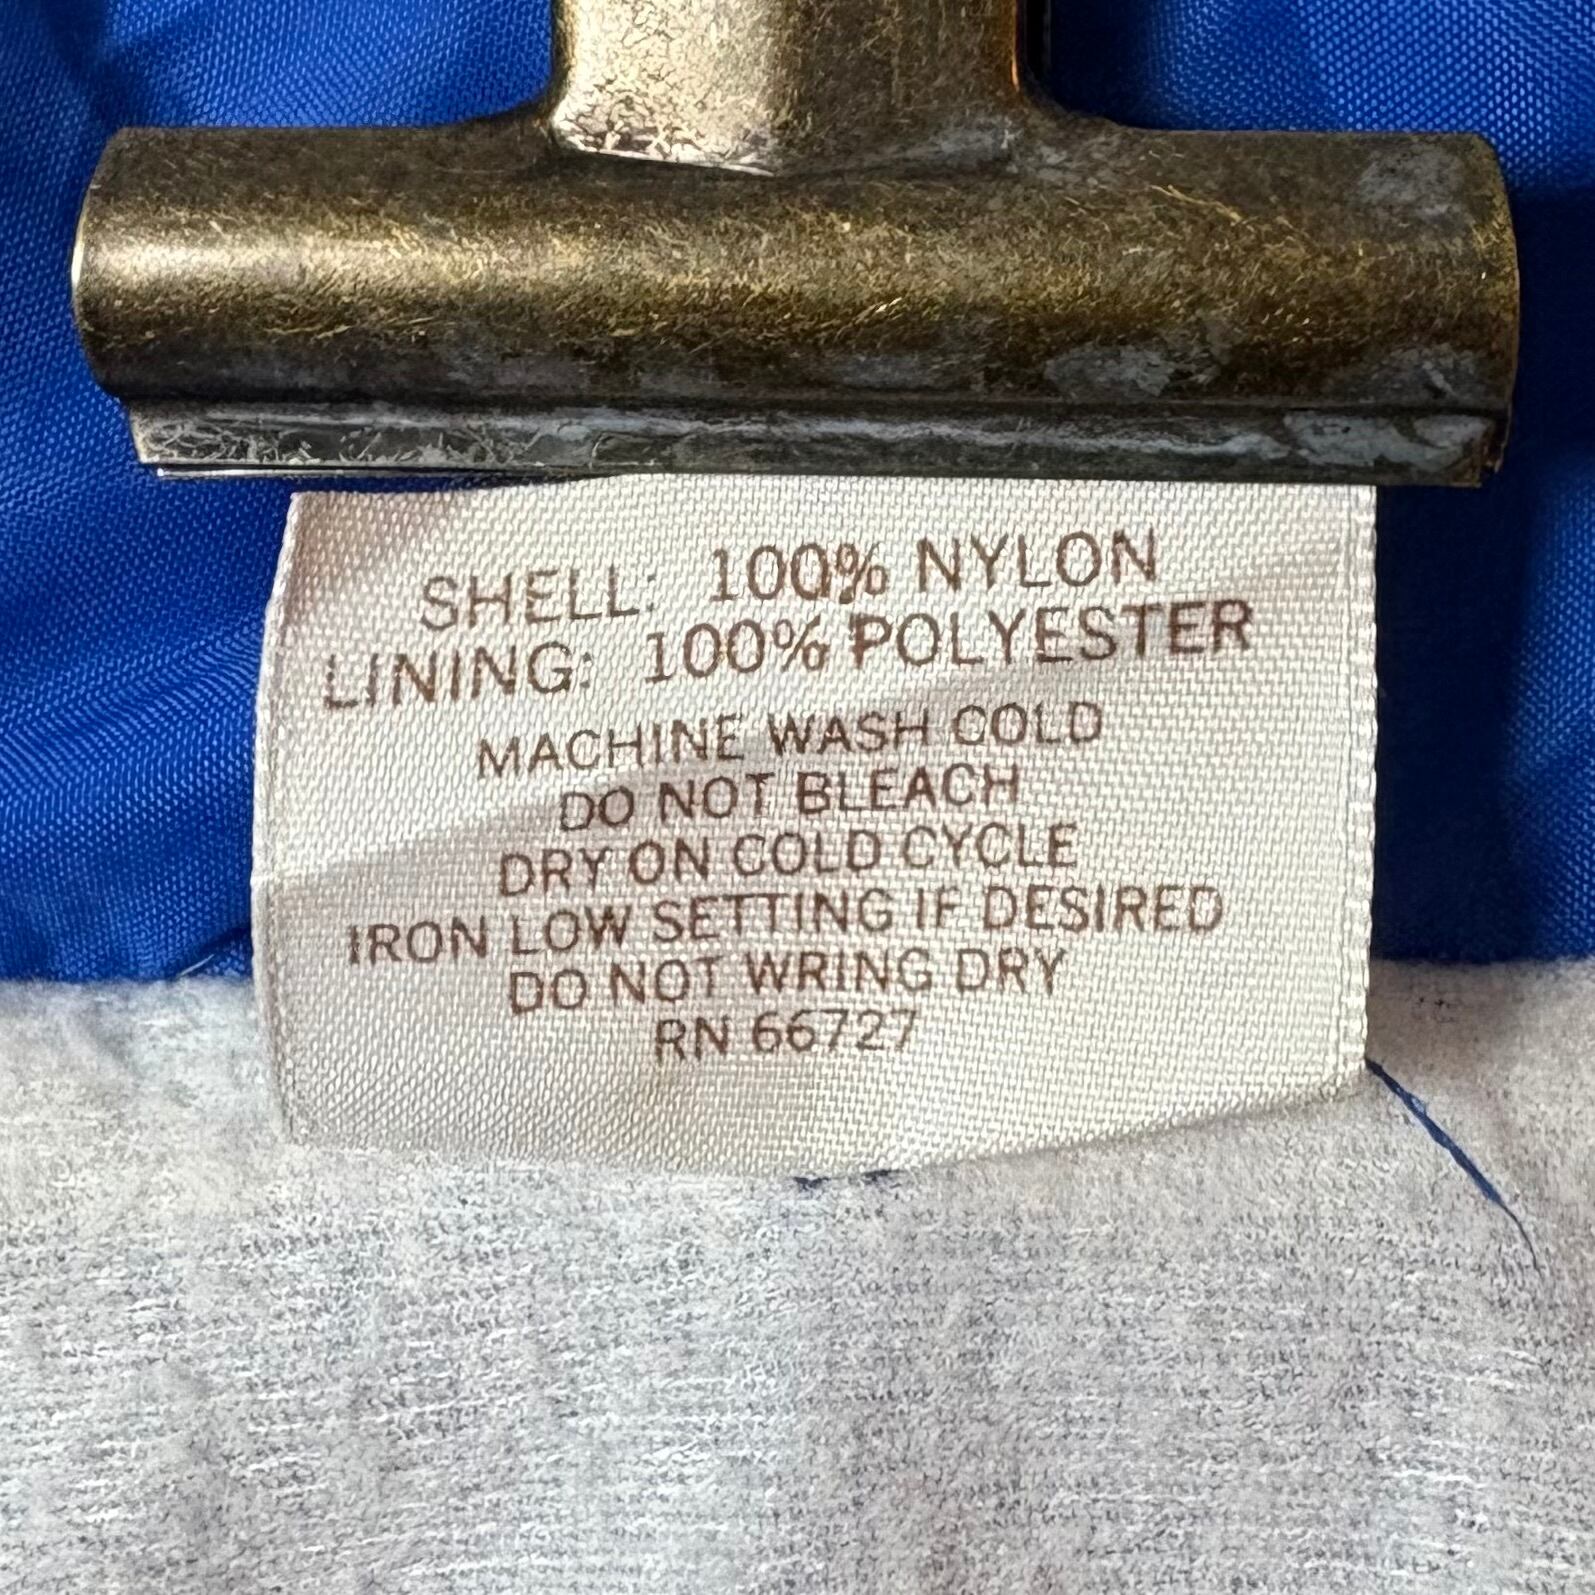 SHELL: 100% NYLON
LINING: 100% POLYESTER
MACHINE WASH COLD
DO NOT BLEACH
DRY ON COLD CYCLE
IRON LOW SETTING IF DESIRED
DO NOT WRING DRY
RN 66727